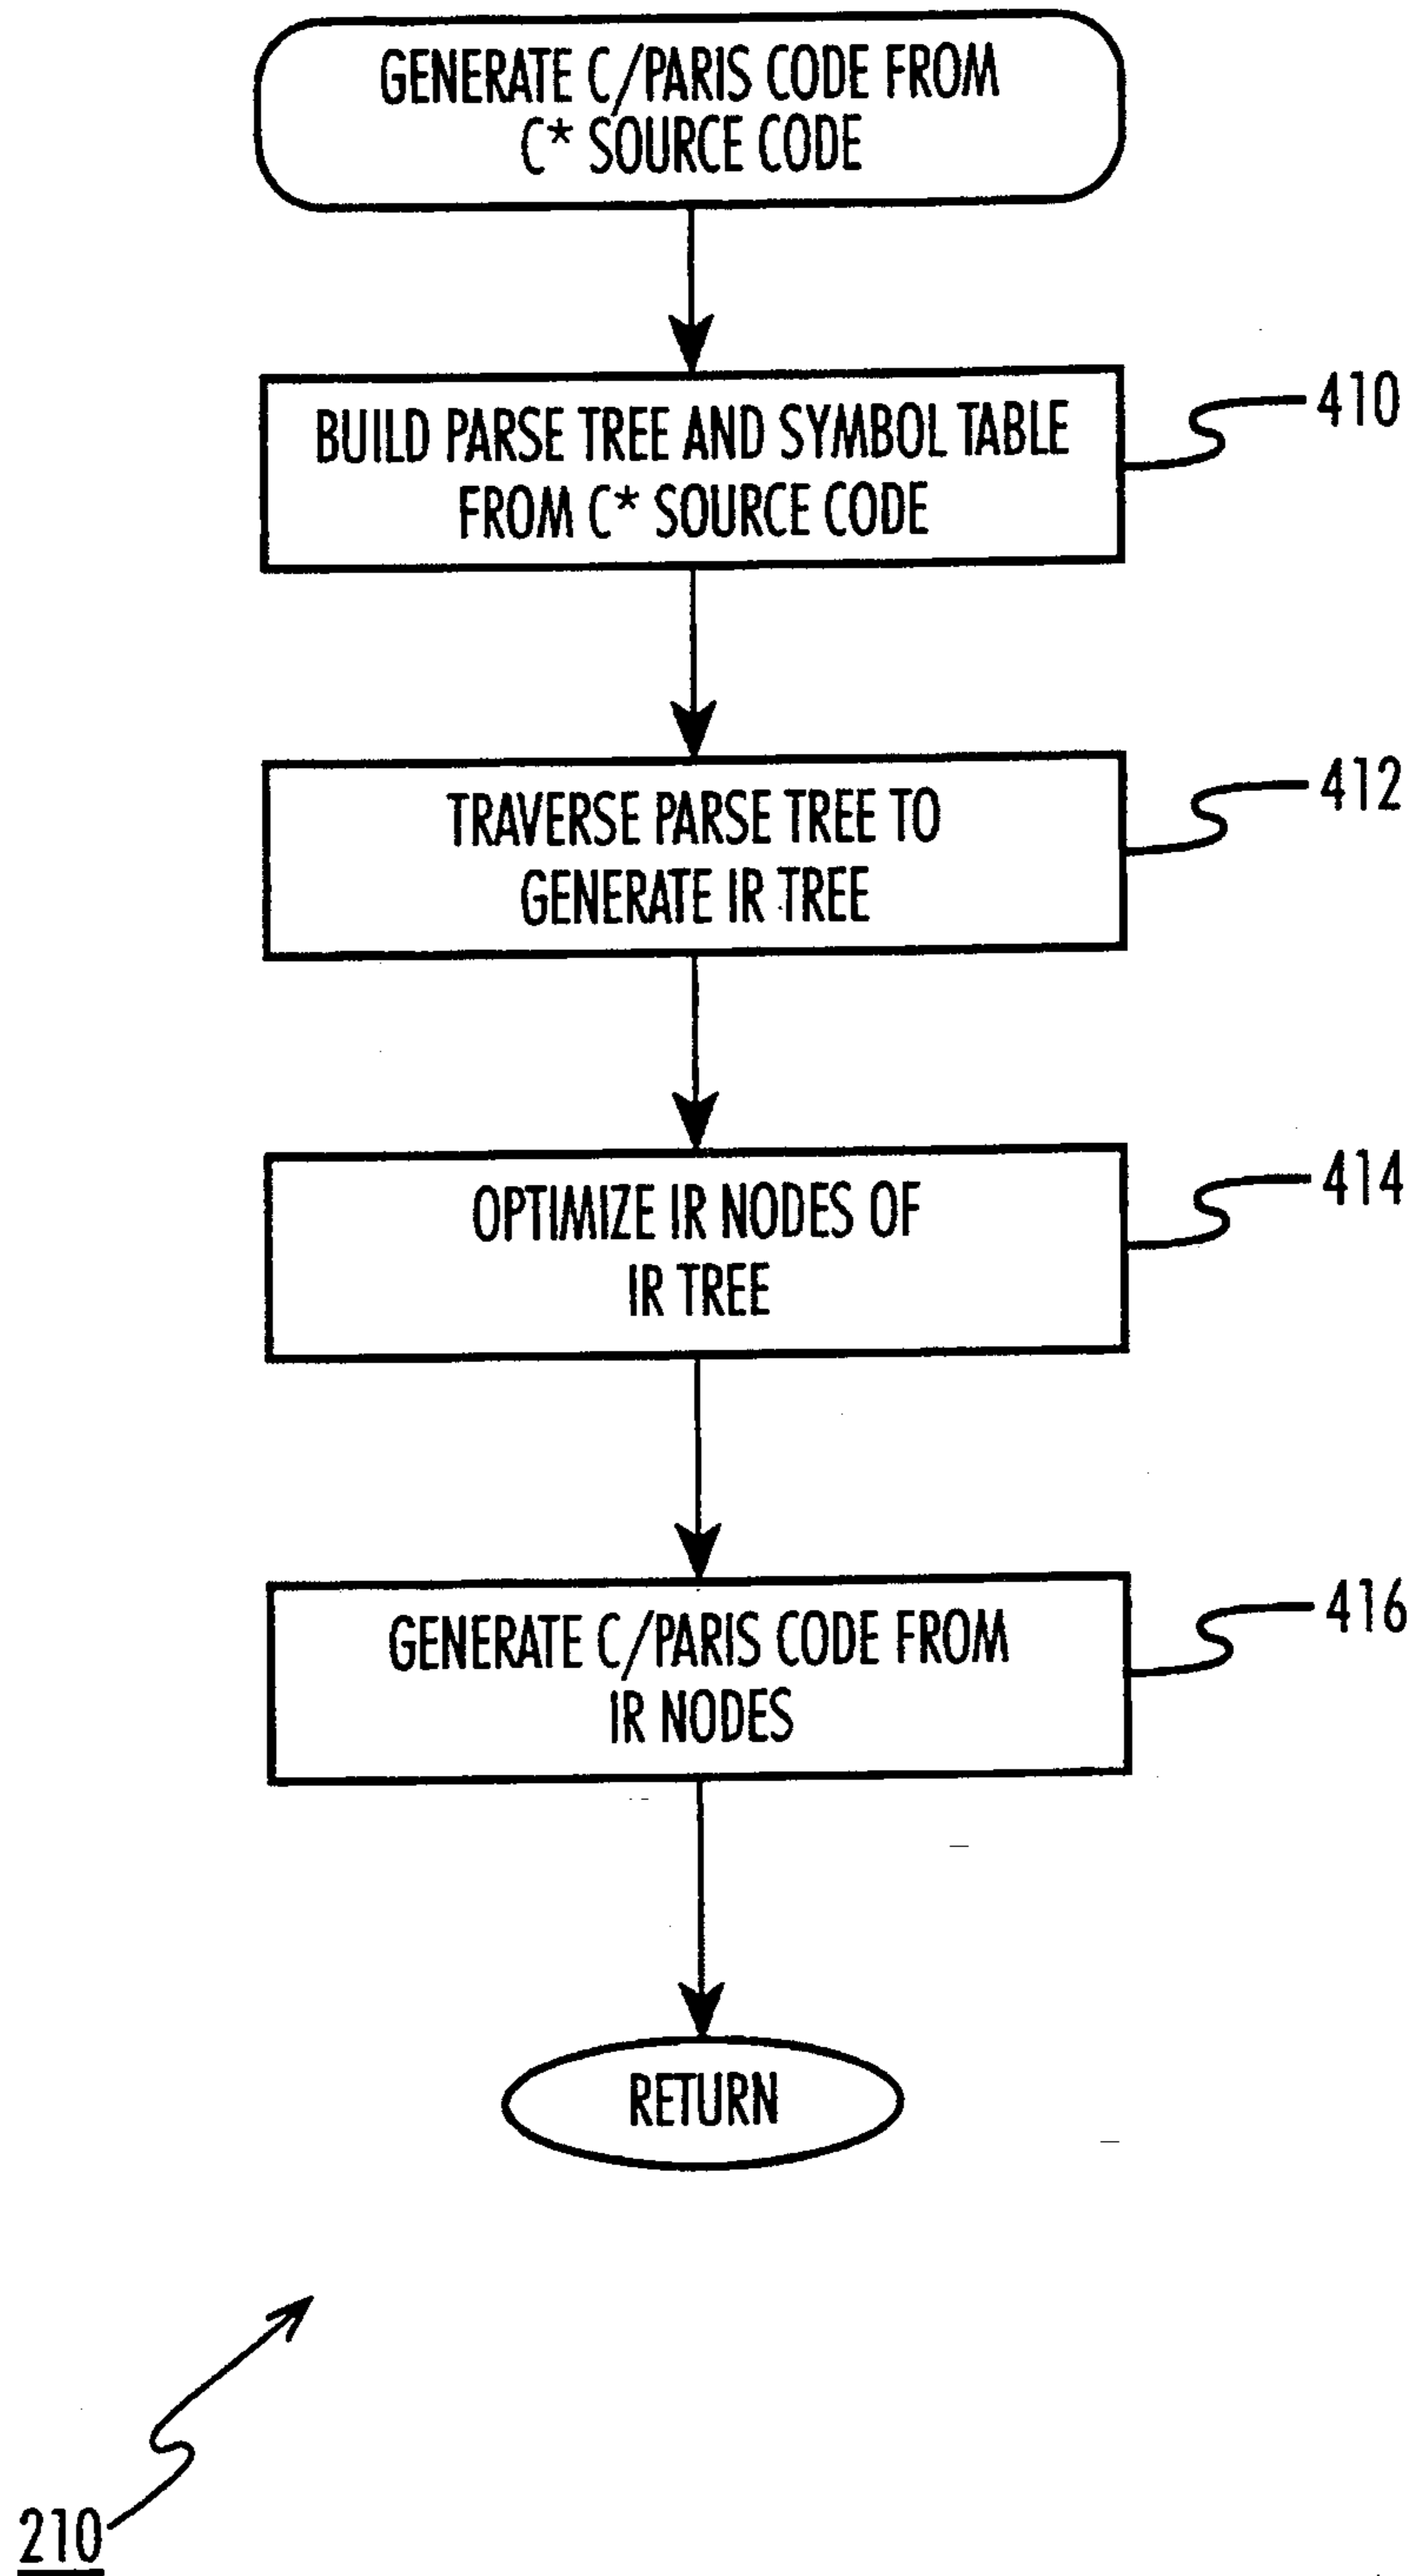 GENERATE C/PARIS CODE FROM
C* SOURCE CODE
BUILD PARSE TREE AND SYMBOL TABLE
FROM C* SOURCE CODE
410
TRAVERSE PARSE TREE TO
GENERATE IR TREE
412
OPTIMIZE IR NODES OF
IR TREE
414
GENERATE C/PARIS CODE FROM
IR NODES
416
RETURN
210